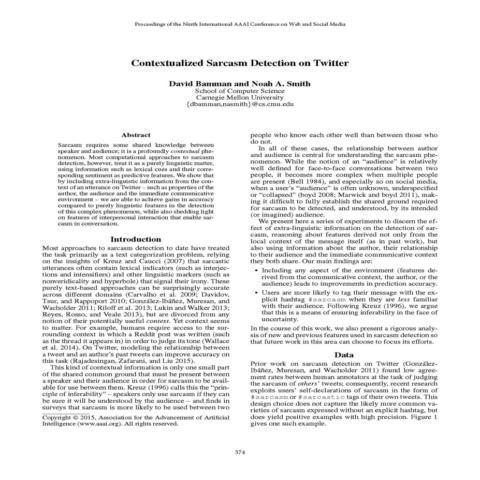 Proceedings of the Ninth International AAAI Conference on Web and Social Media
Contextualized Sarcasm Detection on Twitter
David Bamman and Noah A. Smith
School of Computer Science
Carnegie Mellon University
{dbamman,nasmith}@cs.cmu.edu
Abstract
Sarcasm requires some shared knowledge between
speaker and audience; it is a profoundly contextual phe-
nomenon. Most computational approaches to sarcasm
detection, however, treat it as a purely linguistic matter,
using information such as lexical cues and their corre-
sponding sentiment as predictive features. We show that
by including extra-linguistic information from the con-
text of an utterance on Twitter – such as properties of the
author, the audience and the immediate communicative
environment – we are able to achieve gains in accuracy
compared to purely linguistic features in the detection
of this complex phenomenon, while also shedding light
on features of interpersonal interaction that enable sar-
casm in conversation.
Introduction
Most approaches to sarcasm detection to date have treated
the task primarily as a text categorization problem, relying
on the insights of Kreuz and Caucci (2007) that sarcastic
utterances often contain lexical indicators (such as interjec-
tions and intensifiers) and other linguistic markers (such as
nonveridicality and hyperbole) that signal their irony. These
purely text-based approaches can be surprisingly accurate
across different domains (Carvalho et al. 2009; Davidov,
Tsur, and Rappoport 2010; González-Ibáñez, Muresan, and
Wacholder 2011; Riloff et al. 2013; Lukin and Walker 2013;
Reyes, Rosso, and Veale 2013), but are divorced from any
notion of their potentially useful context. Yet context seems
to matter. For example, humans require access to the sur-
rounding context in which a Reddit post was written (such
as the thread it appears in) in order to judge its tone (Wallace
et al. 2014). On Twitter, modeling the relationship between
a tweet and an author's past tweets can improve accuracy on
this task (Rajadesingan, Zafarani, and Liu 2015).
This kind of contextual information is only one small part
of the shared common ground that must be present between
a speaker and their audience in order for sarcasm to be avail-
able for use between them. Kreuz (1996) calls this the “prin-
ciple of inferability” – speakers only use sarcasm if they can
be sure it will be understood by the audience – and finds in
surveys that sarcasm is more likely to be used between two
Copyright © 2015, Association for the Advancement of Artificial
Intelligence (www.aaai.org). All rights reserved.
people who know each other well than between those who
do not.
In all of these cases, the relationship between author
and audience is central for understanding the sarcasm phe-
nomenon. While the notion of an “audience” is relatively
well defined for face-to-face conversations between two
people, it becomes more complex when multiple people
are present (Bell 1984), and especially so on social media,
when a user's “audience” is often unknown, underspecified
or “collapsed” (boyd 2008; Marwick and boyd 2011), mak-
ing it difficult to fully establish the shared ground required
for sarcasm to be detected, and understood, by its intended
(or imagined) audience.
We present here a series of experiments to discern the ef-
fect of extra-linguistic information on the detection of sar-
casm, reasoning about features derived not only from the
local context of the message itself (as in past work), but
also using information about the author, their relationship
to their audience and the immediate communicative context
they both share. Our main findings are:
• Including any aspect of the environment (features de-
rived from the communicative context, the author, or the
audience) leads to improvements in prediction accuracy.
• Users are more likely to tag their message with the ex-
plicit hashtag #sarcasm when they are less familiar
with their audience. Following Kreuz (1996), we argue
that this is a means of ensuring inferability in the face of
uncertainty.
In the course of this work, we also present a rigorous analy-
sis of new and previous features used in sarcasm detection so
that future work in this area can choose to focus its efforts.
Data
Prior work on sarcasm detection on Twitter (González-
Ibáñez, Muresan, and Wacholder 2011) found low agree-
ment rates between human annotators at the task of judging
the sarcasm of others' tweets; consequently, recent research
exploits users' self-declarations of sarcasm in the form of
#sarcasm or #sarcastic tags of their own tweets. This
design choice does not capture the likely more common va-
rieties of sarcasm expressed without an explicit hashtag, but
does yield positive examples with high precision. Figure 1
gives one such example.
574